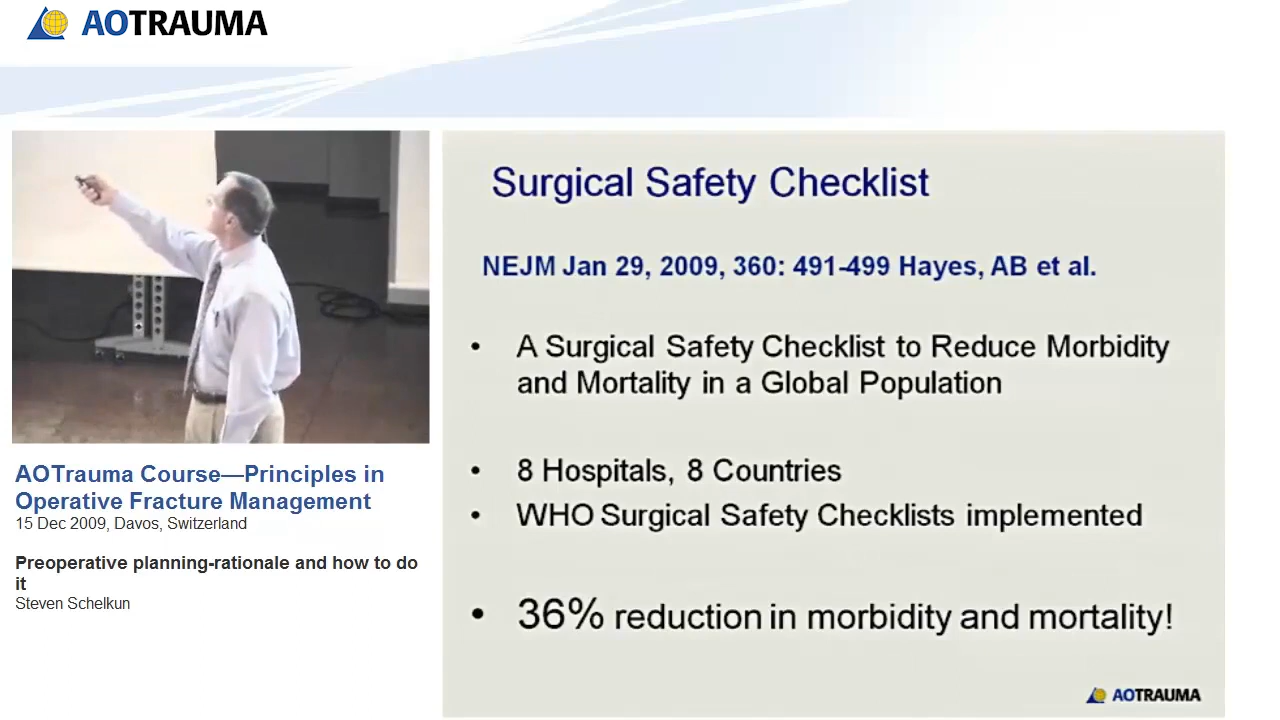 AOTRAUMA
Surgical Safety Checklist
NEJM Jan 29, 2009, 360: 491-499 Hayes, AB et al.
• A Surgical Safety Checklist to Reduce Morbidity
and Mortality in a Global Population
• 8 Hospitals, 8 Countries
• WHO Surgical Safety Checklists implemented
• 36% reduction in morbidity and mortality!
AOTRAUMA
AOTrauma Course—Principles in
Operative Fracture Management
15 Dec 2009, Davos, Switzerland
Preoperative planning-rationale and how to do
it
Steven Schelkun